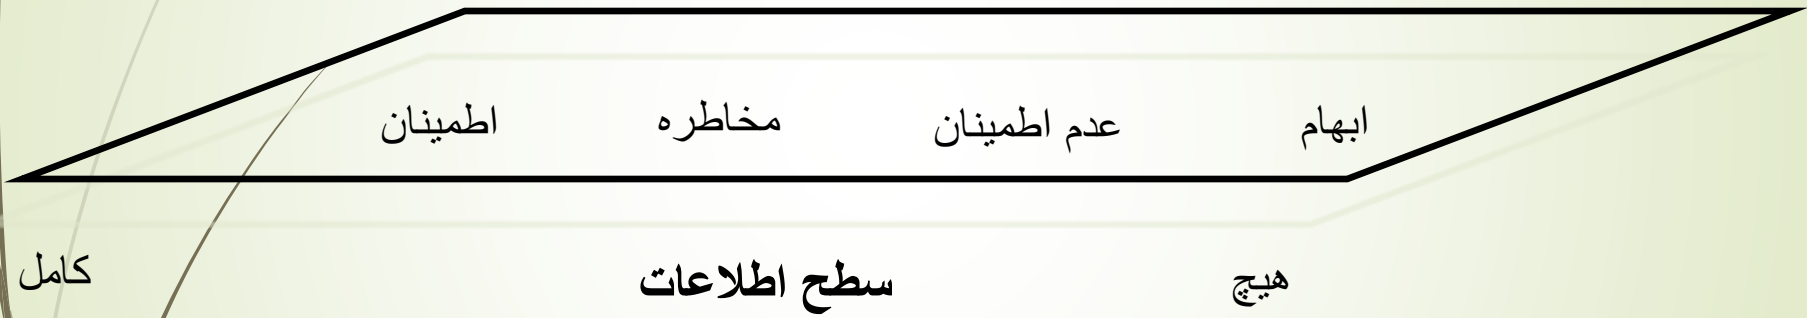 ابهام عدم اطمینان مخاطره اطمینان
هیچ سطح اطلاعات کامل